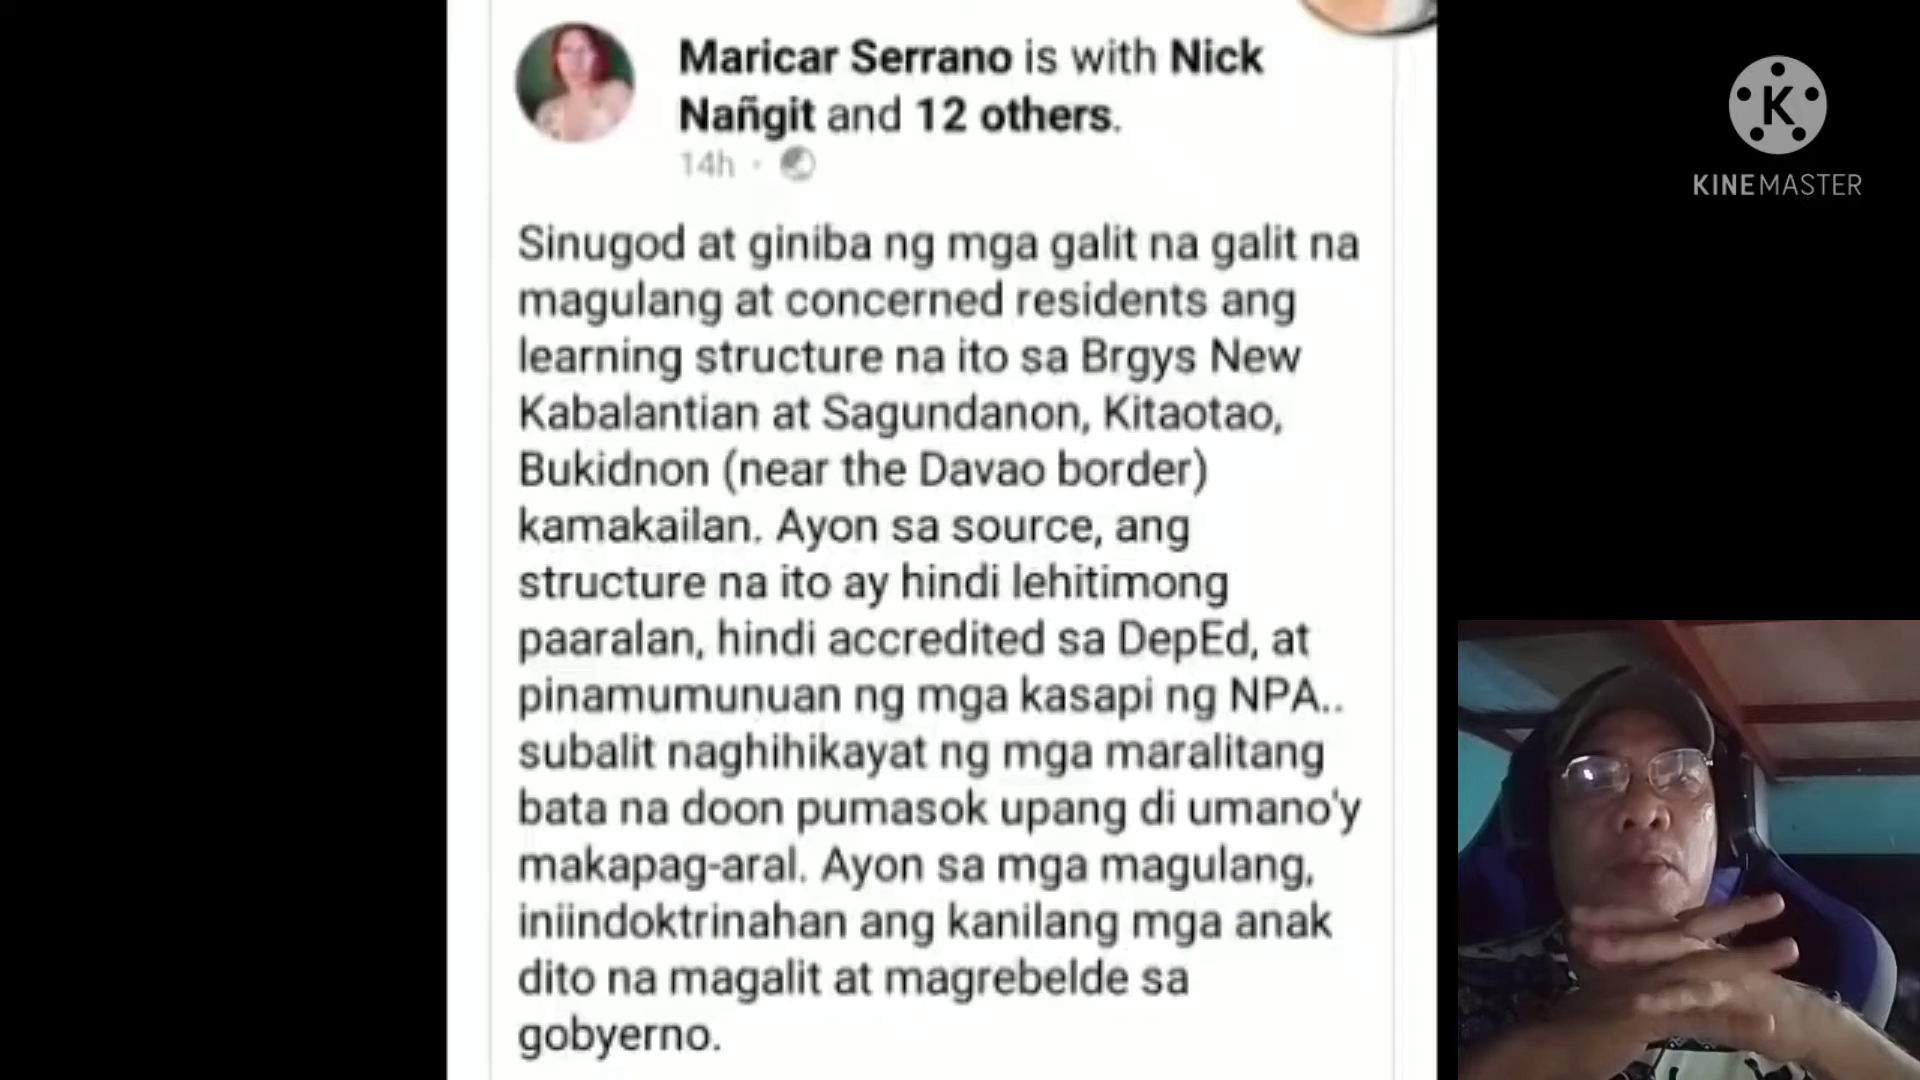 Maricar Serrano is with Nick
Nañgit and 12 others.
14h ·
Sinugod at giniba ng mga galit na galit na
magulang at concerned residents ang
learning structure na ito sa Brgys New
Kabalantian at Sagundanon, Kitaotao,
Bukidnon (near the Davao border)
kamakailan. Ayon sa source, ang
structure na ito ay hindi lehitimong
paaralan, hindi accredited sa DepEd, at
pinamumunuan ng mga kasapi ng NPA..
subalit naghihikayat ng mga maralitang
bata na doon pumasok upang di umano'y
makapag-aral. Ayon sa mga magulang,
iniindoktrinahan ang kanilang mga anak
dito na magalit at magrebelde sa
gobyerno.
K
KINEMASTER